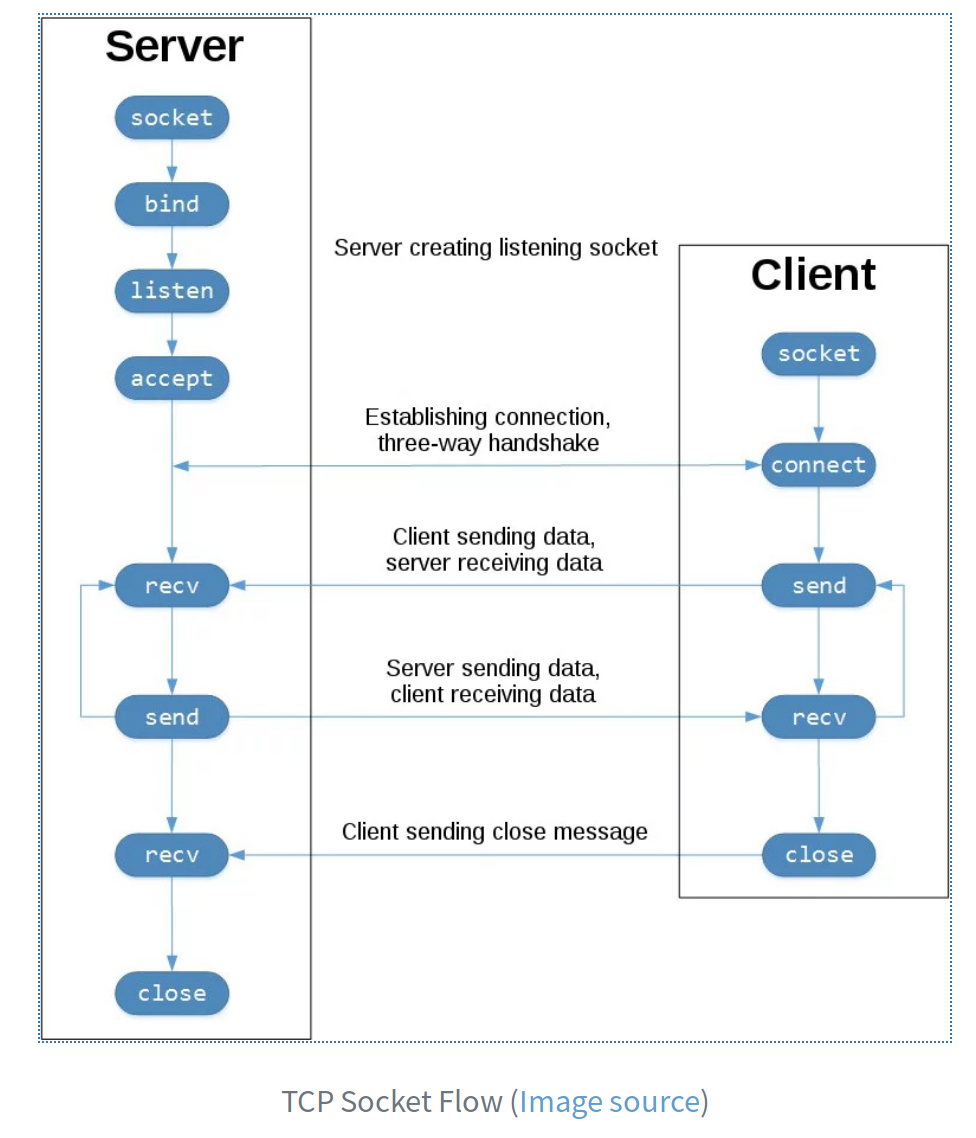 Server
socket
bind
Server creating listening socket
listen
Client
socket
accept
Establishing connection,
three-way handshake
connect
Client sending data,
server receiving data
recv
send
Server sending data,
client receiving data
send
recv
Client sending close message
recv
close
close
TCP Socket Flow (Image source)